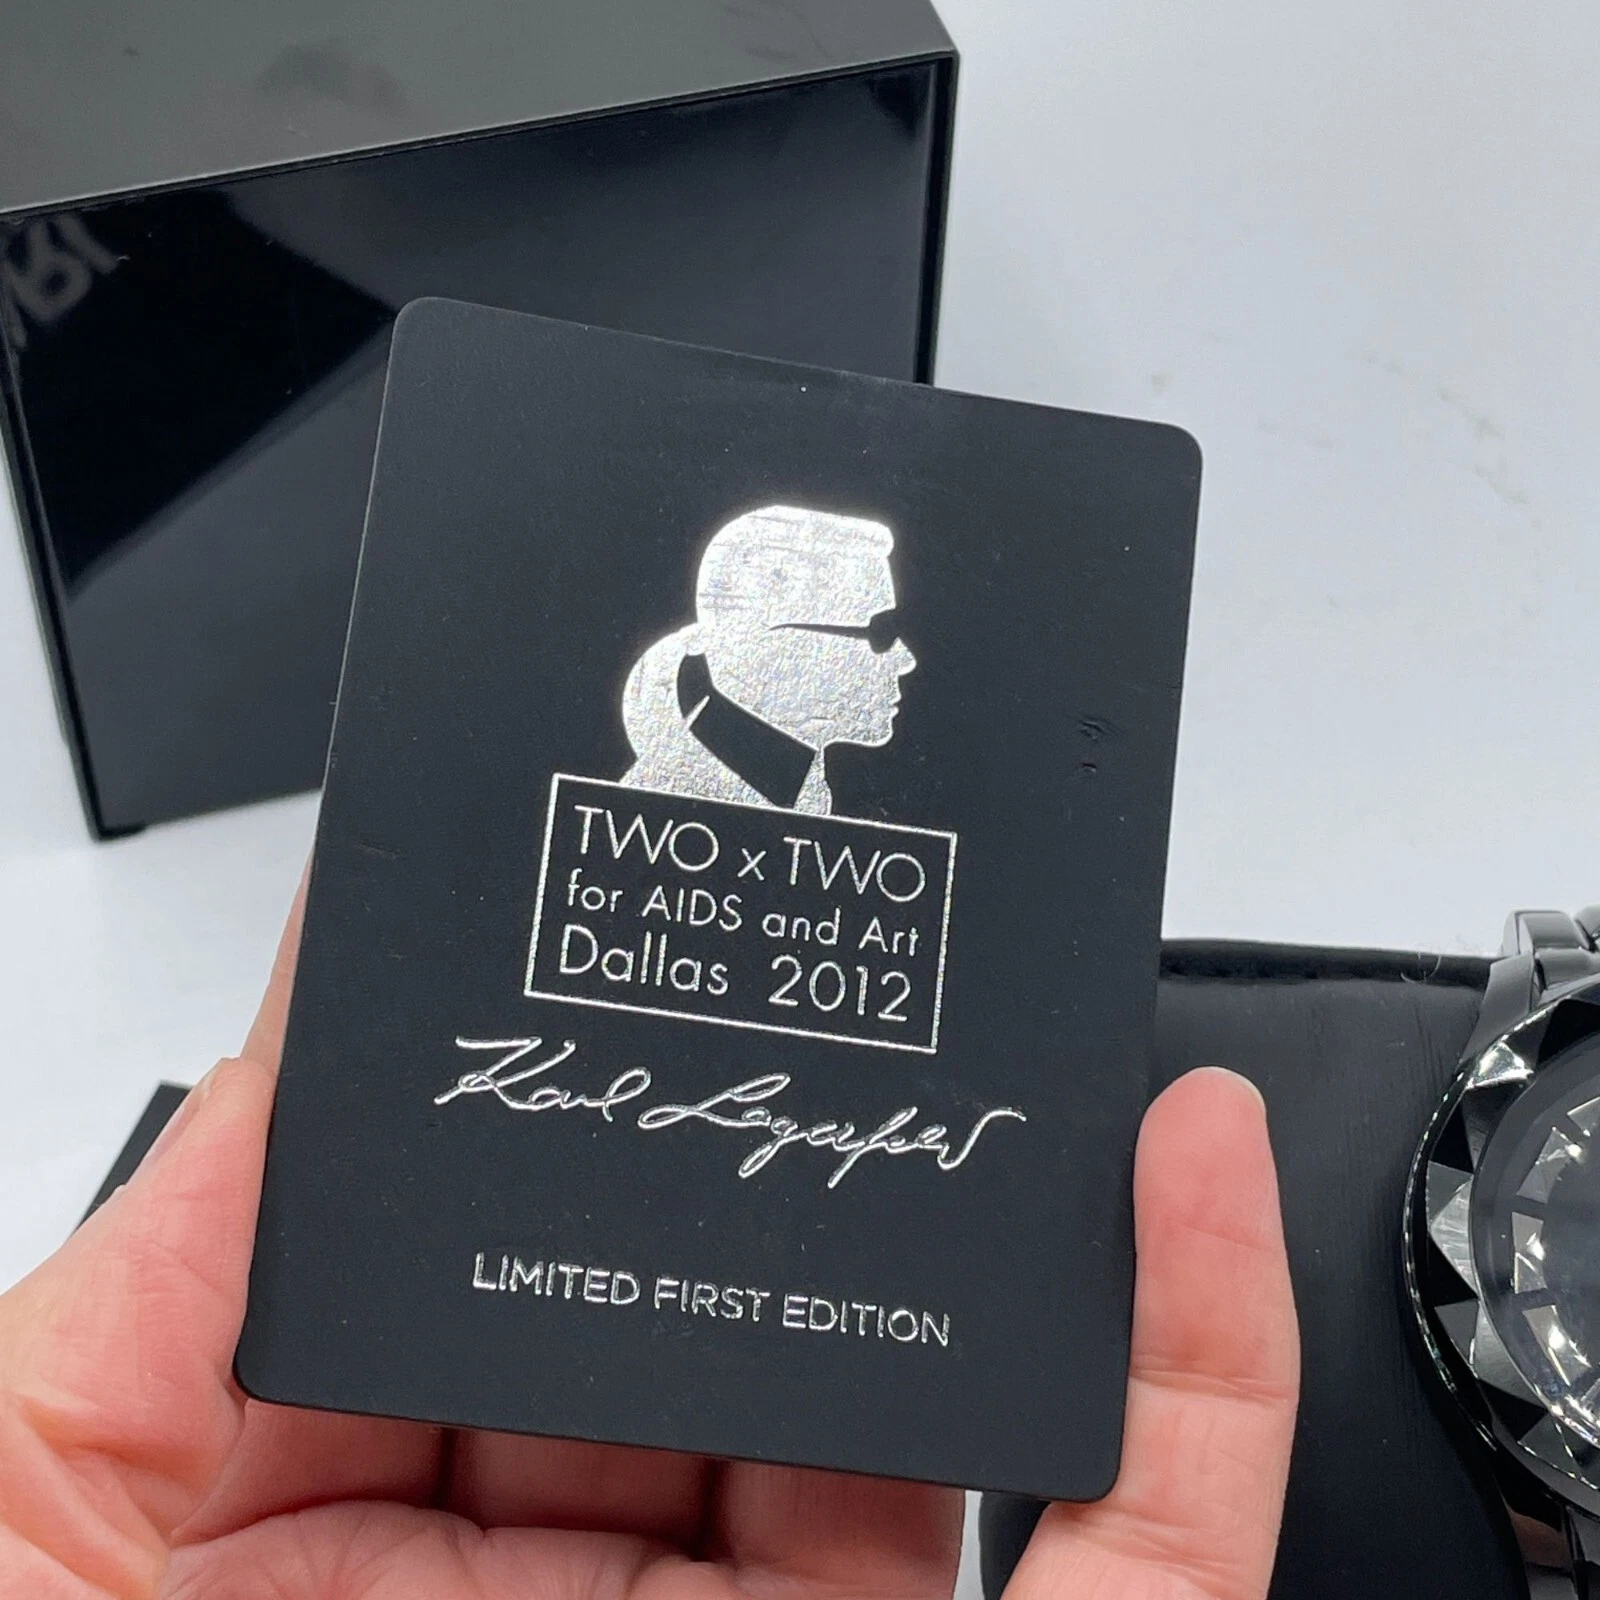 TWO x TWO
for AIDS and Art
Dallas 2012
Karl Lagerfeld
LIMITED FIRST EDITION